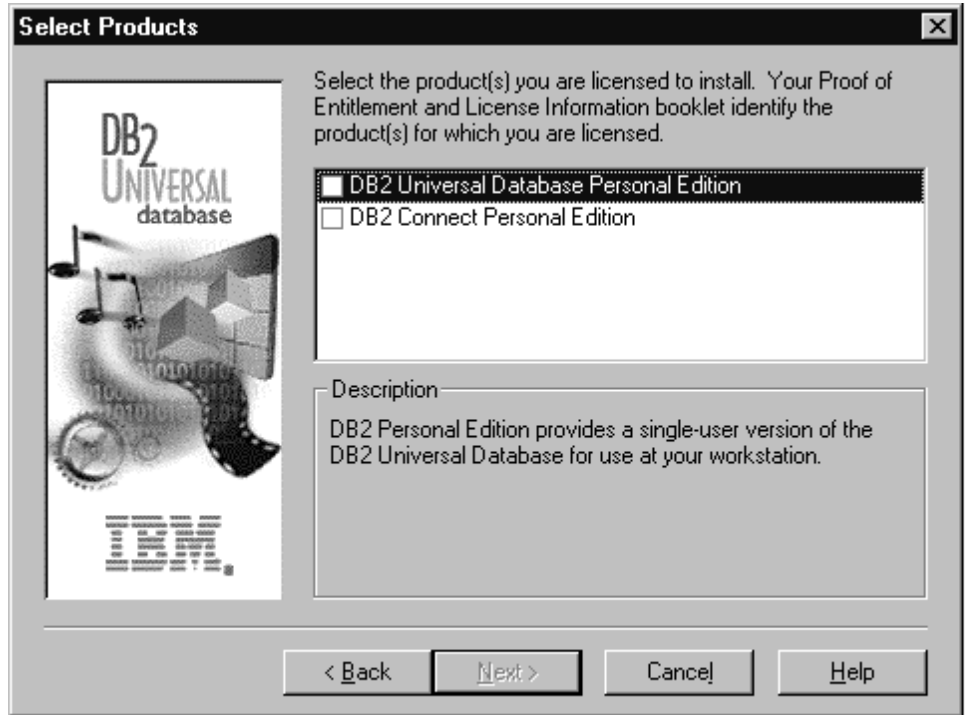 Select Products
Select the product(s) you are licensed to install. Your Proof of
Entitlement and License Information booklet identify the
product(s) for which you are licensed.
DB2
UNIVERSAL
database
IBM
DB2 Universal Database Personal Edition
DB2 Connect Personal Edition
Description
DB2 Personal Edition provides a single-user version of the
DB2 Universal Database for use at your workstation.
< Back
Next >
Cancel
Help